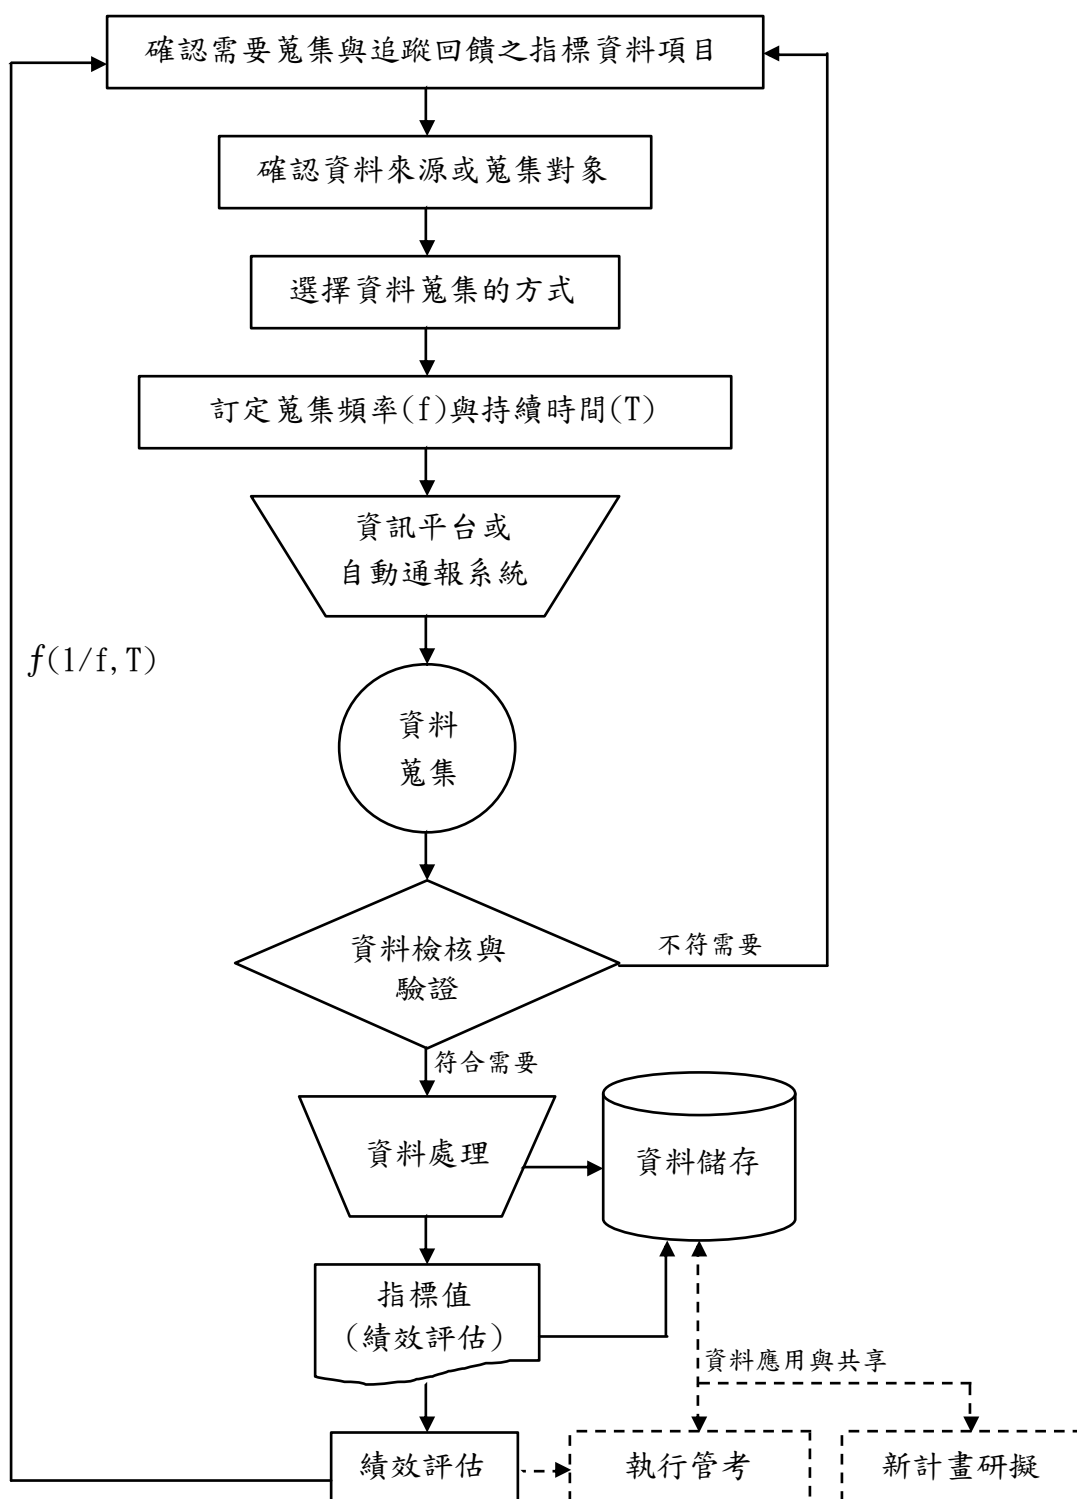 確認需要蒐集與追蹤回饋之指標資料項目
確認資料來源或蒐集對象
選擇資料蒐集的方式
訂定蒐集頻率(f)與持續時間(T)
資訊平台或
自動通報系統
f(1/f,T)
資料
蒐集
資料檢核與
驗證
不符需要
符合需要
資料處理
資料儲存
指標值
(績效評估)
資料應用與共享
績效評估
執行管考
新計畫研擬